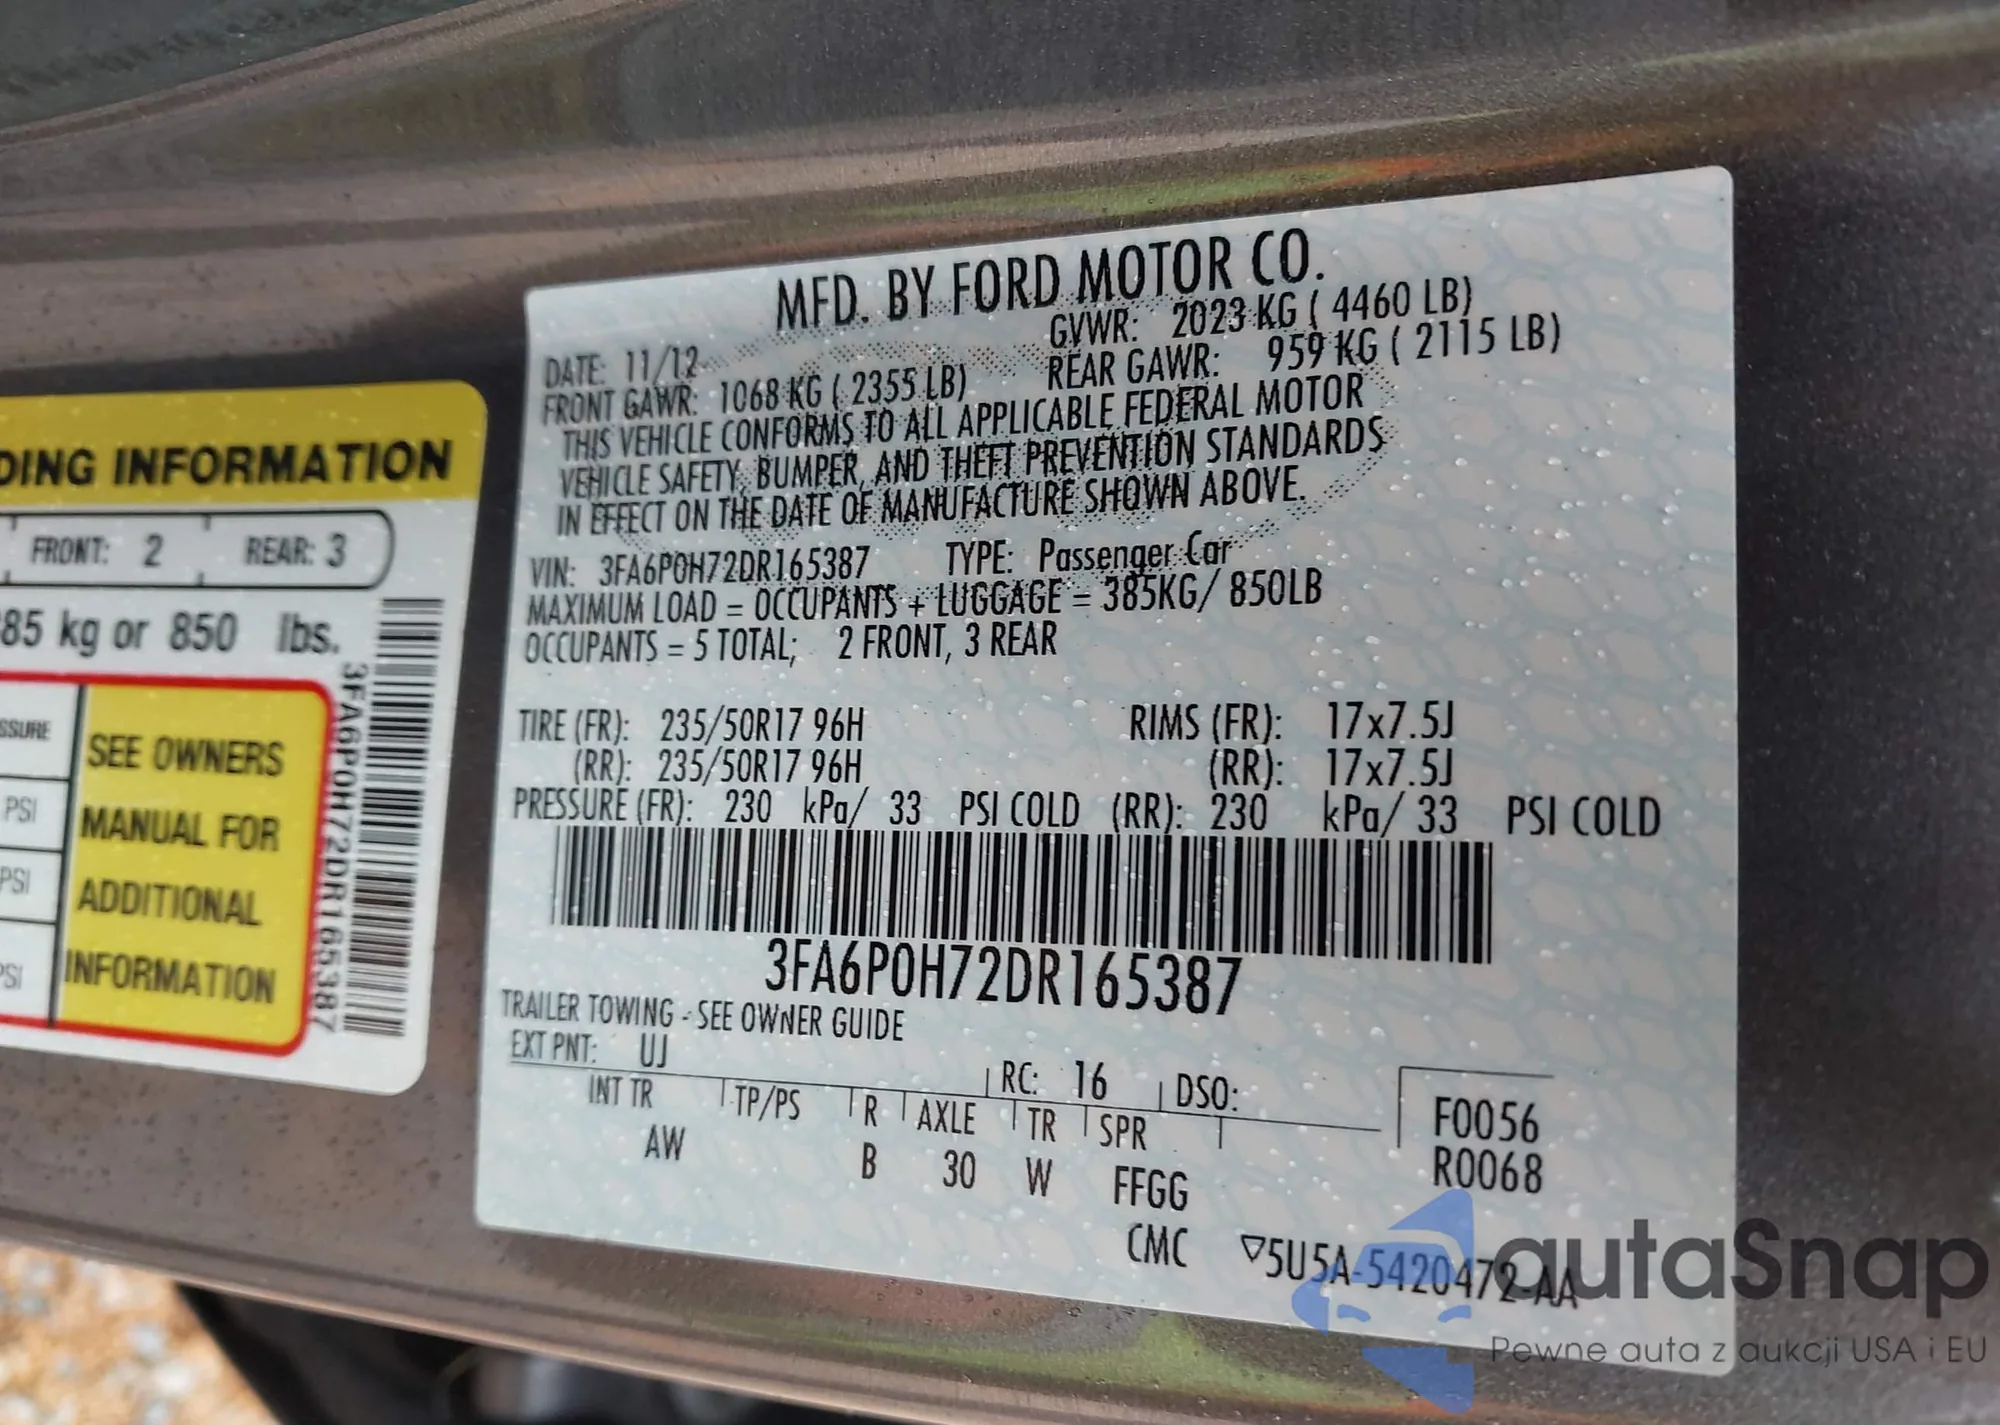 DING INFORMATION
FRONT: 2 REAR: 3
85 kg or 850 lbs.
SSURE
PSI
PSI
PSI
SEE OWNERS
MANUAL FOR
ADDITIONAL
INFORMATION
3FA6P0H72DR165387
MFD. BY FORD MOTOR CO.
DATE: 11/12 GVWR: 2023 KG ( 4460 LB)
FRONT GAWR: 1068 KG ( 2355 LB) REAR GAWR: 959 KG ( 2115 LB)
THIS VEHICLE CONFORMS TO ALL APPLICABLE FEDERAL MOTOR
VEHICLE SAFETY, BUMPER, AND THEFT PREVENTION STANDARDS
IN EFFECT ON THE DATE OF MANUFACTURE SHOWN ABOVE.
VIN: 3FA6P0H72DR165387 TYPE: Passenger Car
MAXIMUM LOAD = OCCUPANTS + LUGGAGE = 385KG/ 850LB
OCCUPANTS = 5 TOTAL; 2 FRONT, 3 REAR
TIRE (FR): 235/50R17 96H RIMS (FR): 17x7.5J
(RR): 235/50R17 96H (RR): 17x7.5J
PRESSURE (FR): 230 kPa/ 33 PSI COLD (RR): 230 kPa/ 33 PSI COLD
3FA6P0H72DR165387
TRAILER TOWING - SEE OWNER GUIDE
EXT PNT: UJ RC: 16 DSO:
INT TR TP/PS R AXLE TR SPR
AW B 30 W FFGG
F0056
R0068
CMC ▽5U5A-5420472-AA
autaSnap
Pewne auta z aukcji USA i EU